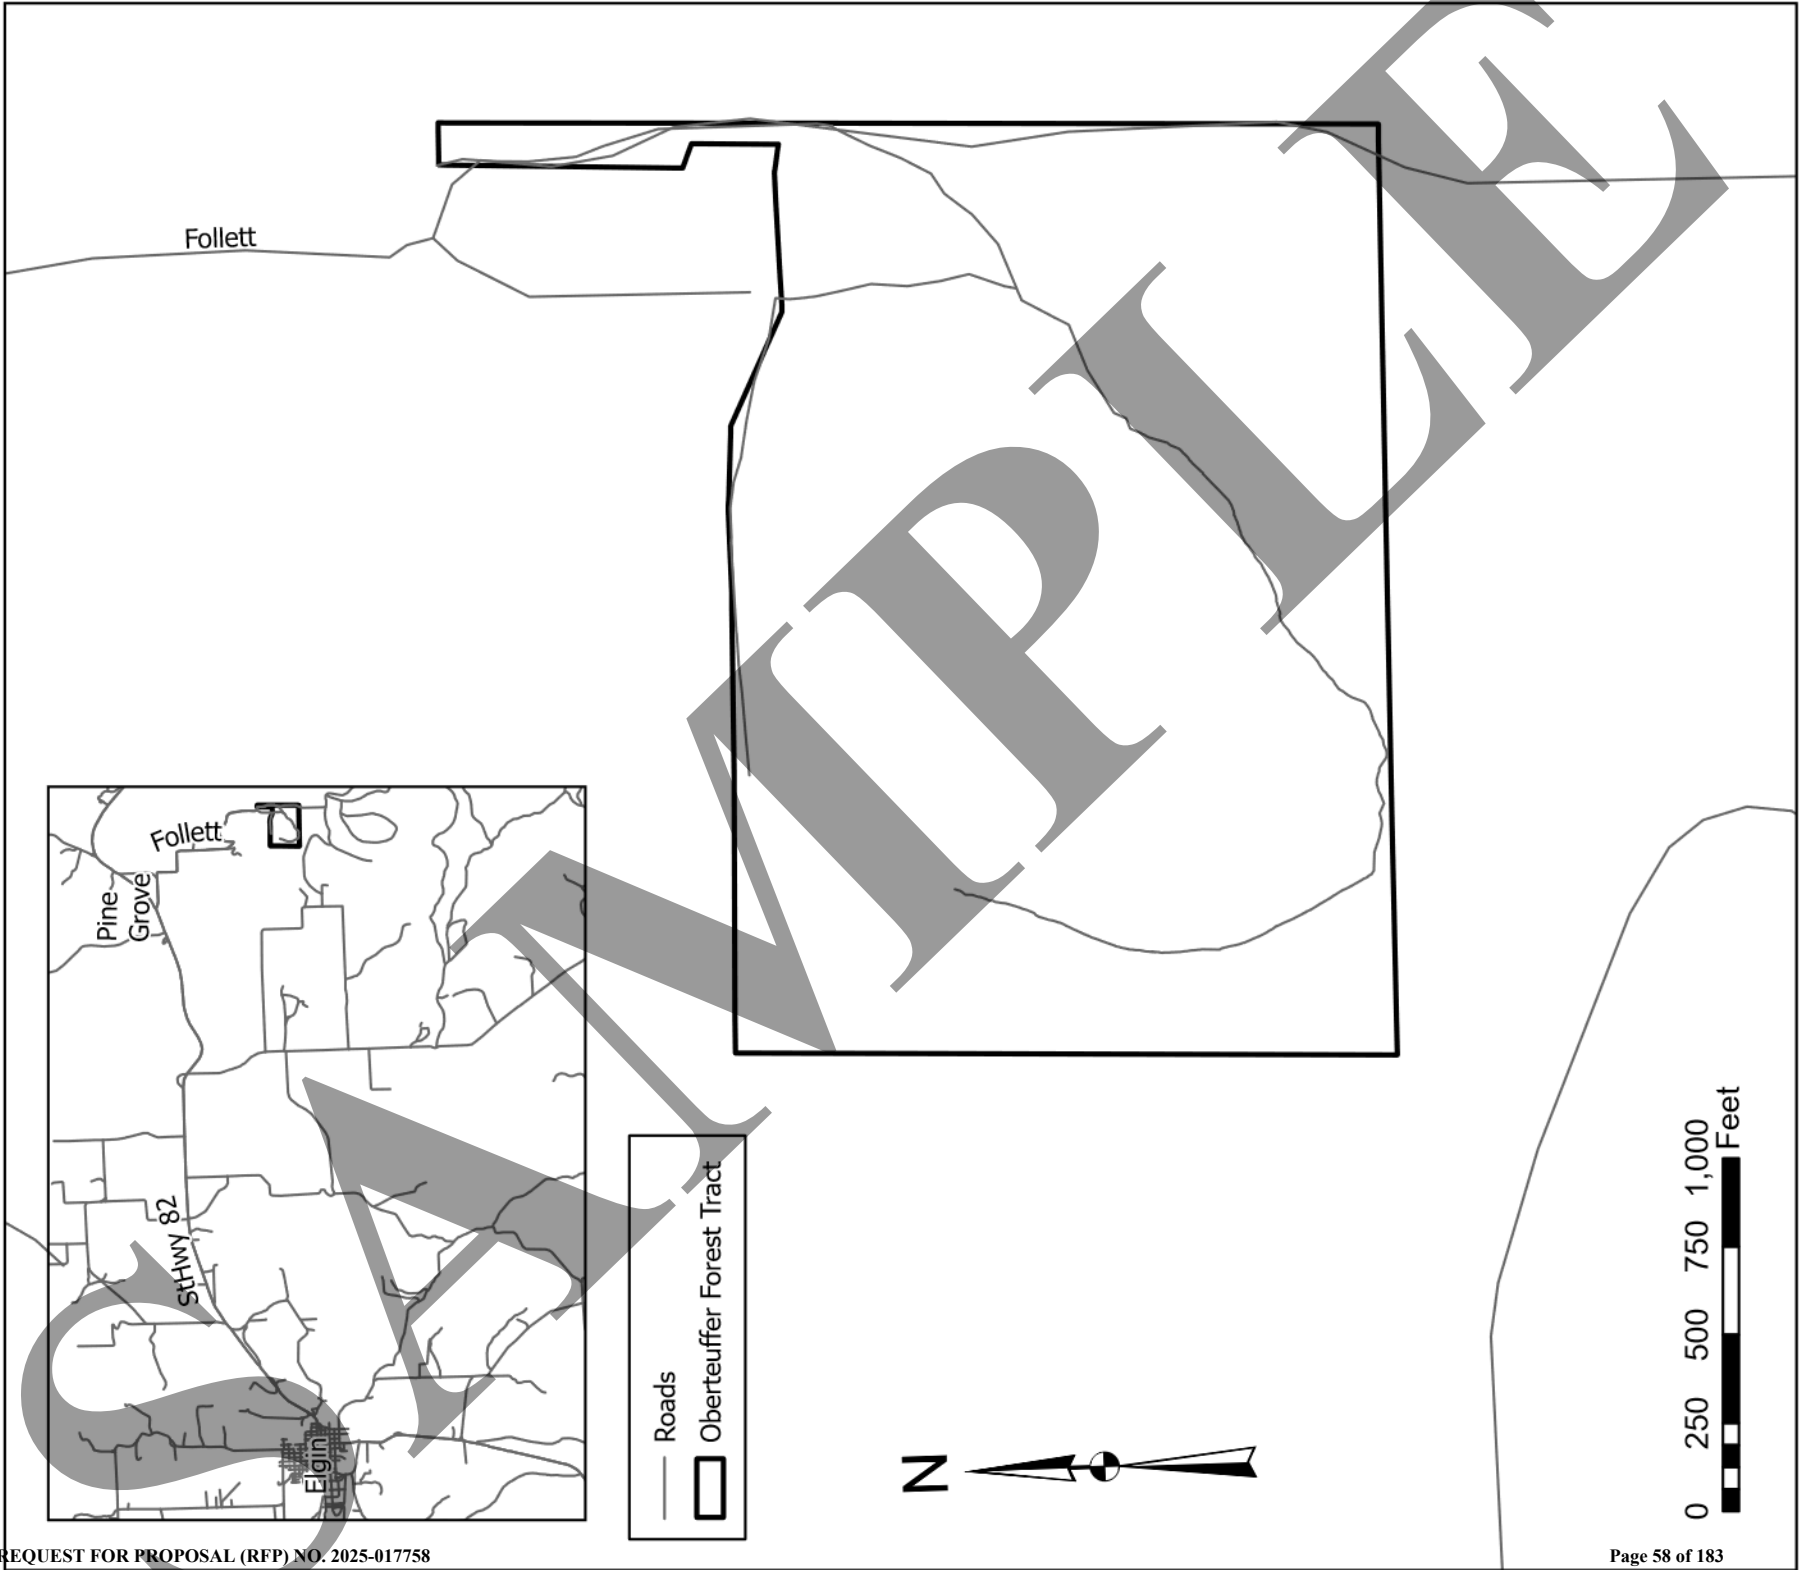 Follett
Follett
Pine
Grove
StHwy 82
Elgin
Roads
Oberteuffer Forest Tract
N
0 250 500 750 1,000
Feet
SAMPLE
REQUEST FOR PROPOSAL (RFP) NO. 2025-017758
Page 58 of 183